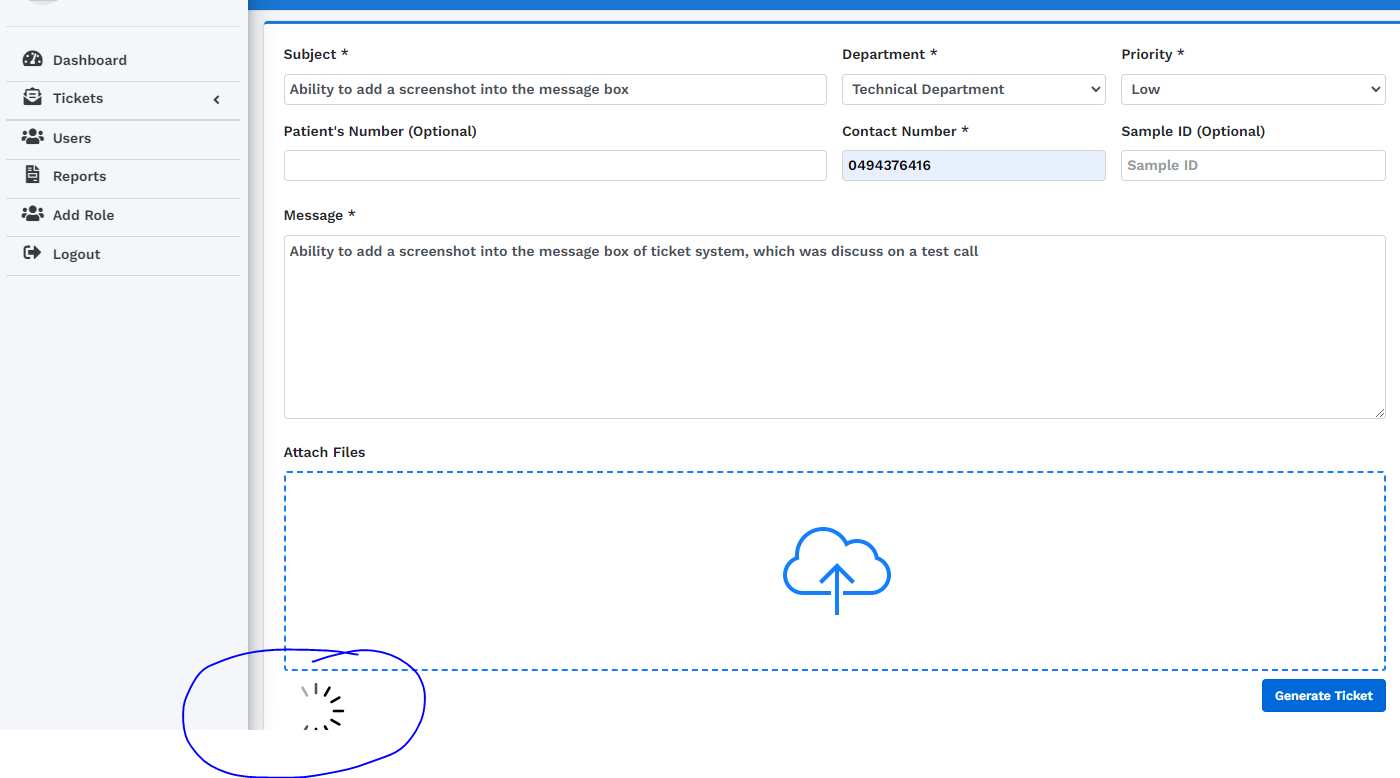 Dashboard
Tickets
Users
Reports
Add Role
Logout
Subject *
Department *
Priority *
Ability to add a screenshot into the message box
Technical Department
Low
Patient's Number (Optional)
Contact Number *
Sample ID (Optional)
0494376416
Sample ID
Message *
Ability to add a screenshot into the message box of ticket system, which was discuss on a test call
Attach Files
Generate Ticket